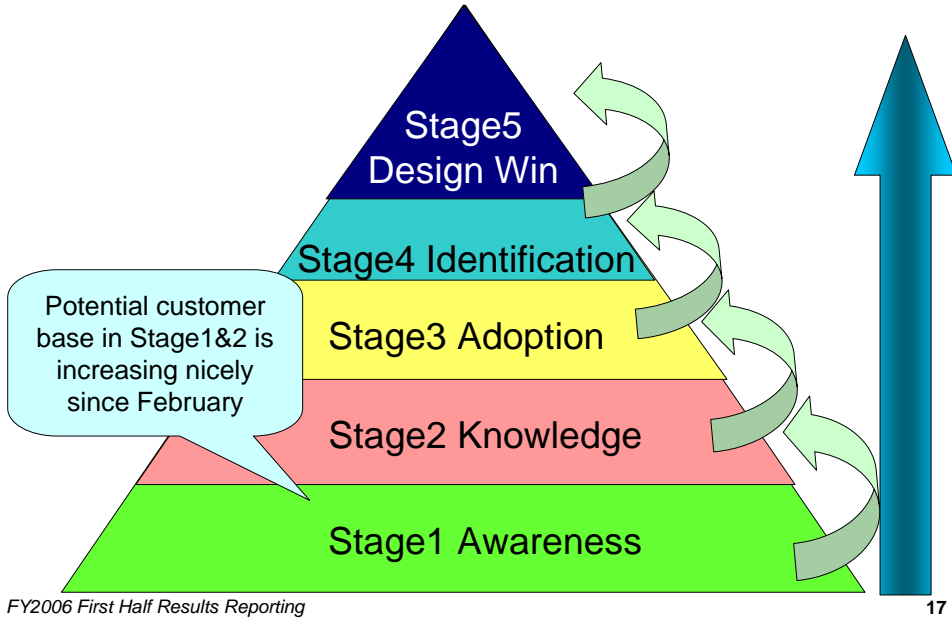 Stage5
Design Win
Stage4 Identification
Potential customer
base in Stage1&2 is
increasing nicely
since February
Stage3 Adoption
Stage2 Knowledge
Stage1 Awareness
FY2006 First Half Results Reporting
17